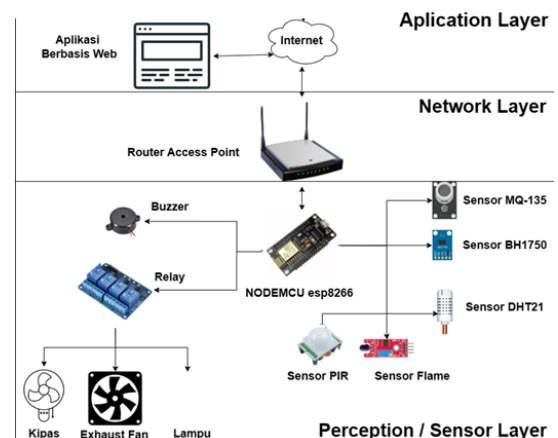 Aplication Layer
Aplikasi
Berbasis Web
Internet
Network Layer
Router Access Point
Buzzer
Sensor MQ-135
Sensor BH1750
Relay
NODEMCU esp8266
Sensor DHT21
Sensor PIR
Sensor Flame
Kipas
Exhaust Fan
Lampu
Perception / Sensor Layer